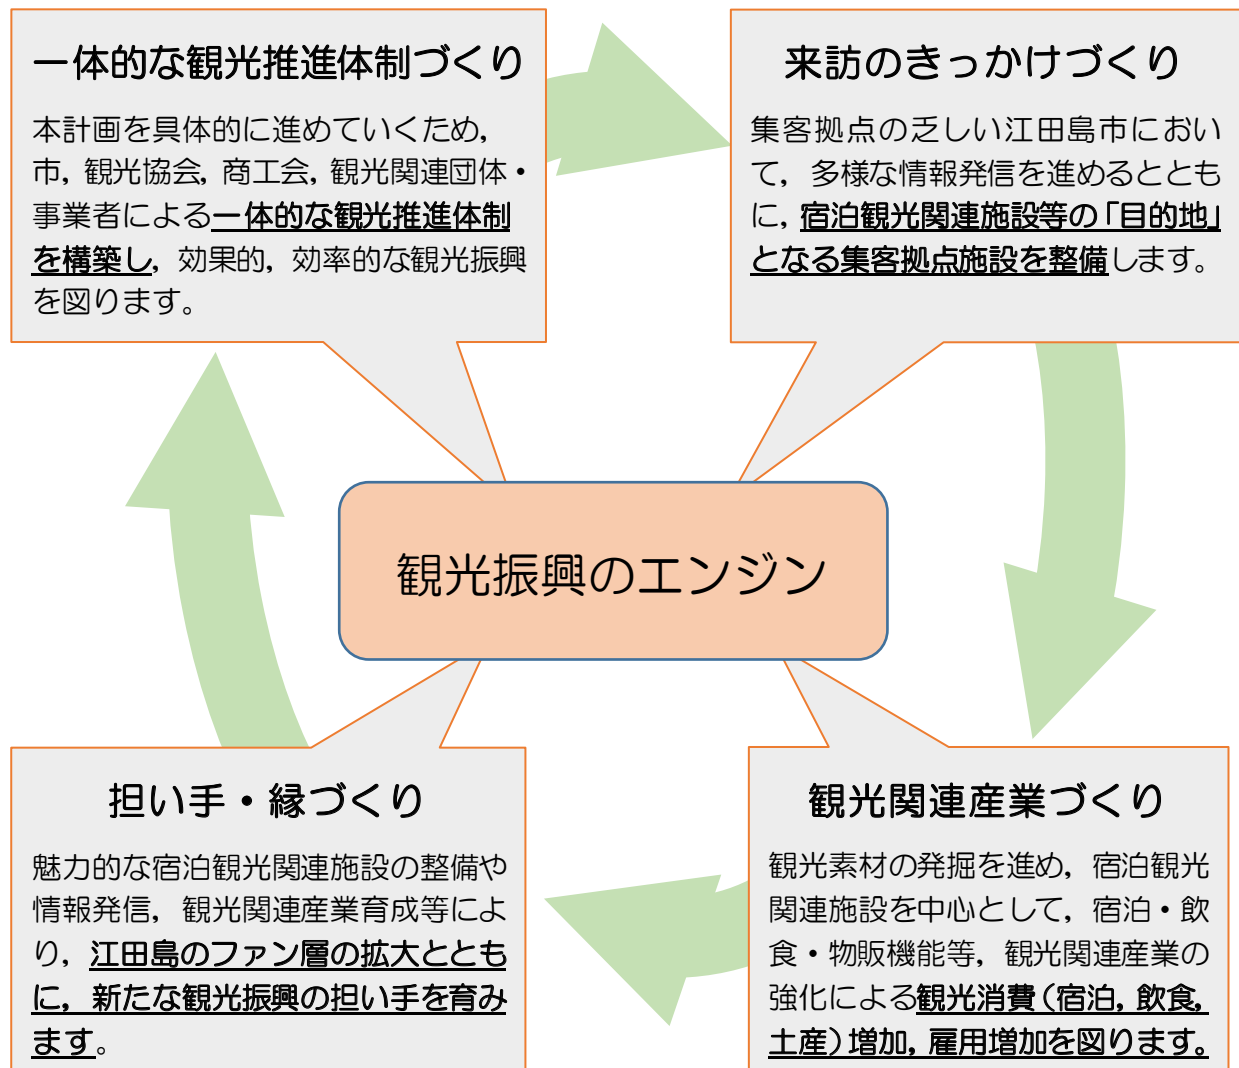 一体的な観光推進体制づくり
本計画を具体的に進めていくため，
市，観光協会，商工会，観光関連団体・
事業者による一体的な観光推進体制
を構築し，効果的，効率的な観光振興
を図ります。
来訪のきっかけづくり
集客拠点の乏しい江田島市におい
て，多様な情報発信を進めるととも
に，宿泊観光関連施設等の「目的地」
となる集客拠点施設を整備します。
観光振興のエンジン
担い手・縁づくり
魅力的な宿泊観光関連施設の整備や
情報発信，観光関連産業育成等によ
り，江田島のファン層の拡大ととも
に，新たな観光振興の担い手を育み
ます。
観光関連産業づくり
観光素材の発掘を進め，宿泊観光
関連施設を中心として，宿泊・飲
食・物販機能等，観光関連産業の
強化による観光消費（宿泊，飲食，
土産）増加，雇用増加を図ります。